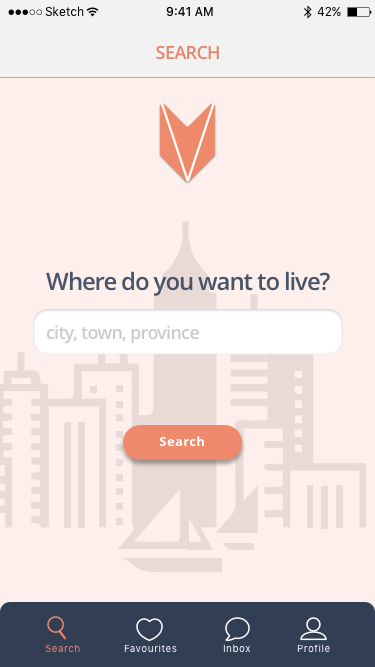 Sketch 9:41 AM 42%
SEARCH
Where do you want to live?
city, town, province
Search
Search Favourites Inbox Profile